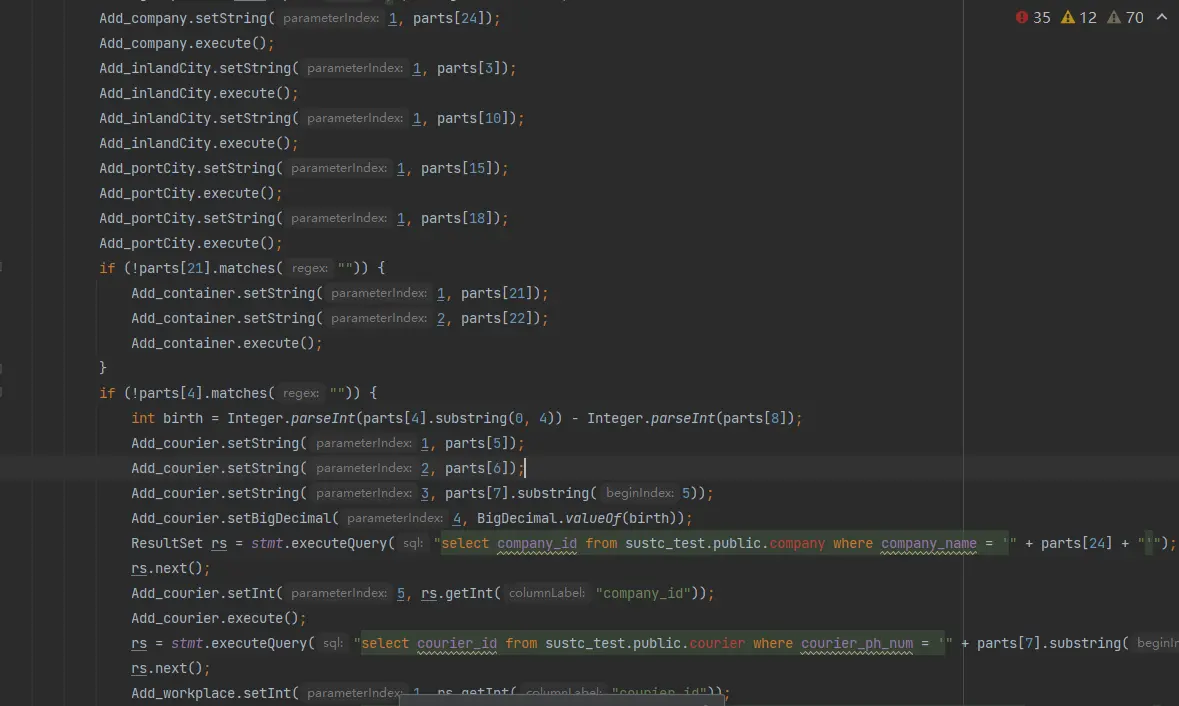 Add_company.setString( parameterIndex: 1, parts[24]);
35 12 70
Add_company.execute();
Add_inlandCity.setString( parameterIndex: 1, parts[3]);
Add_inlandCity.execute();
Add_inlandCity.setString( parameterIndex: 1, parts[10]);
Add_inlandCity.execute();
Add_portCity.setString( parameterIndex: 1, parts[15]);
Add_portCity.execute();
Add_portCity.setString( parameterIndex: 1, parts[18]);
Add_portCity.execute();
if (!parts[21].matches( regex: "")) {
Add_container.setString( parameterIndex: 1, parts[21]);
Add_container.setString( parameterIndex: 2, parts[22]);
Add_container.execute();
}
if (!parts[4].matches( regex: "")) {
int birth = Integer.parseInt(parts[4].substring(0, 4)) - Integer.parseInt(parts[8]);
Add_courier.setString( parameterIndex: 1, parts[5]);
Add_courier.setString( parameterIndex: 2, parts[6]);
Add_courier.setString( parameterIndex: 3, parts[7].substring( beginIndex: 5));
Add_courier.setBigDecimal( parameterIndex: 4, BigDecimal.valueOf(birth));
ResultSet rs = stmt.executeQuery( sql: "select company_id from sustc_test.public.company where company_name = '" + parts[24] + "'");
rs.next();
Add_courier.setInt( parameterIndex: 5, rs.getInt( columnLabel: "company_id"));
Add_courier.execute();
rs = stmt.executeQuery( sql: "select courier_id from sustc_test.public.courier where courier_ph_num = '" + parts[7].substring( beginIn
rs.next();
Add_workplace.setInt( parameterIndex: 1, rs.getInt( columnLabel: "courier_id"));